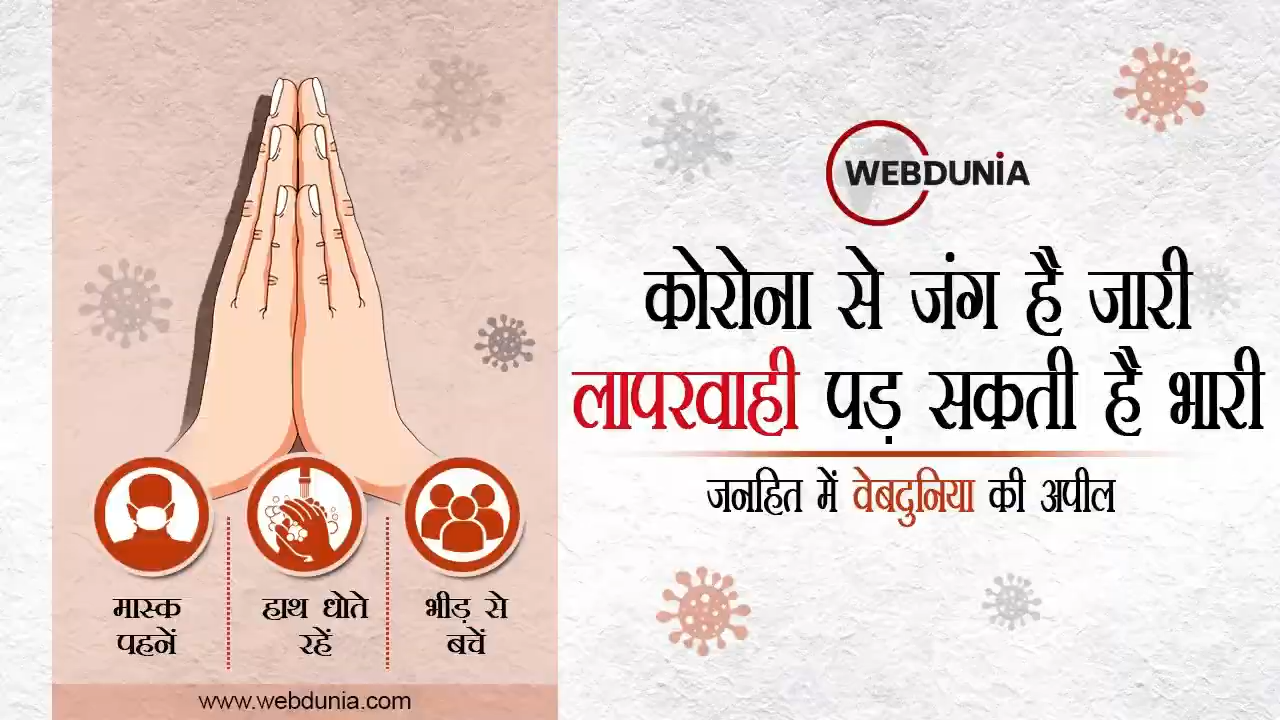 WEBDUNIA
कोरोना से जंग है जारी
लापरवाही पड़ सकती है भारी
जनहित में वेबदुनिया की अपील
मास्क
पहनें
हाथ धोते
रहें
भीड़ से
बचें
www.webdunia.com